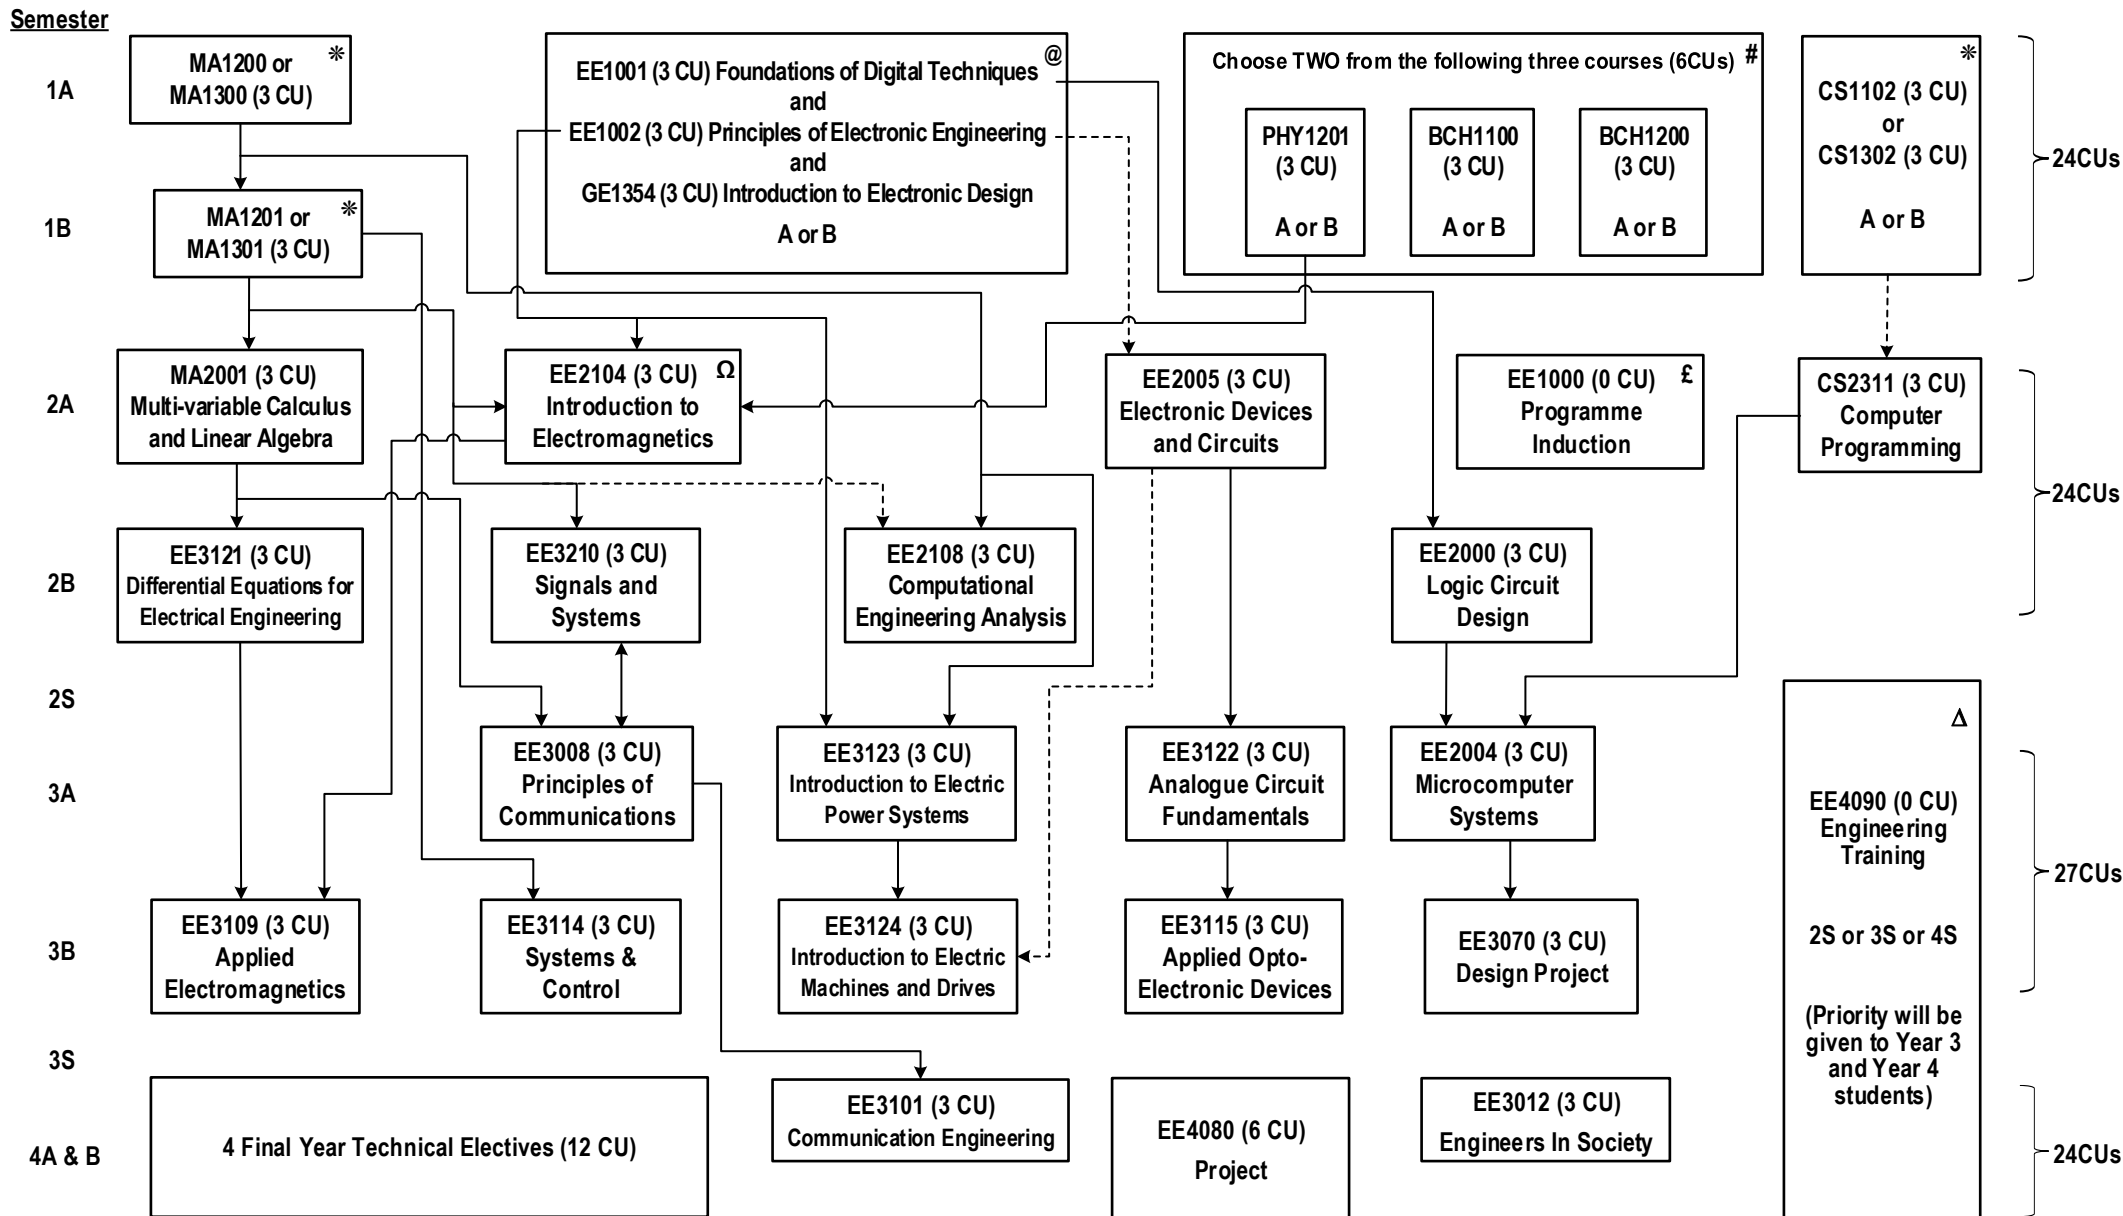 Semester
1A
MA1200 or
MA1300 (3 CU)
❊
@
EE1001 (3 CU) Foundations of Digital Techniques
and
EE1002 (3 CU) Principles of Electronic Engineering
and
GE1354 (3 CU) Introduction to Electronic Design
A or B
Choose TWO from the following three courses (6CUs) #
PHY1201
(3 CU)
A or B
BCH1100
(3 CU)
A or B
BCH1200
(3 CU)
A or B
❊
CS1102 (3 CU)
or
CS1302 (3 CU)
A or B
24CUs
1B
MA1201 or
MA1301 (3 CU)
❊
2A
MA2001 (3 CU)
Multi-variable Calculus
and Linear Algebra
EE2104 (3 CU) Ω
Introduction to
Electromagnetics
EE2005 (3 CU)
Electronic Devices
and Circuits
EE1000 (0 CU) £
Programme
Induction
CS2311 (3 CU)
Computer
Programming
24CUs
2B
EE3121 (3 CU)
Differential Equations for
Electrical Engineering
EE3210 (3 CU)
Signals and
Systems
EE2108 (3 CU)
Computational
Engineering Analysis
EE2000 (3 CU)
Logic Circuit
Design
2S
3A
EE3008 (3 CU)
Principles of
Communications
EE3123 (3 CU)
Introduction to Electric
Power Systems
EE3122 (3 CU)
Analogue Circuit
Fundamentals
EE2004 (3 CU)
Microcomputer
Systems
Δ
EE4090 (0 CU)
Engineering
Training
2S or 3S or 4S
(Priority will be
given to Year 3
and Year 4
students)
27CUs
3B
EE3109 (3 CU)
Applied
Electromagnetics
EE3114 (3 CU)
Systems &
Control
EE3124 (3 CU)
Introduction to Electric
Machines and Drives
EE3115 (3 CU)
Applied Opto-
Electronic Devices
EE3070 (3 CU)
Design Project
3S
4A & B
4 Final Year Technical Electives (12 CU)
EE3101 (3 CU)
Communication Engineering
EE4080 (6 CU)
Project
EE3012 (3 CU)
Engineers In Society
24CUs